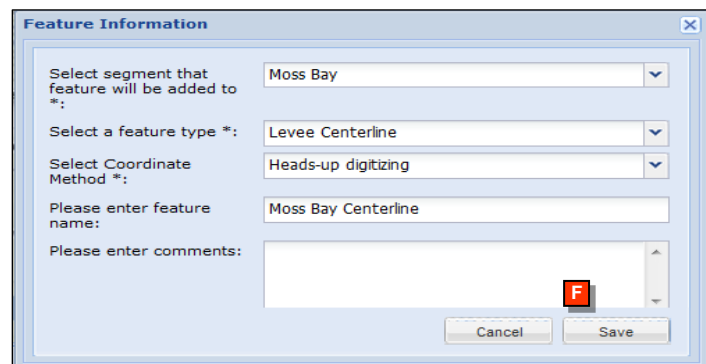 Feature Information
Select segment that
feature will be added to
*:
Moss Bay
Select a feature type *:
Levee Centerline
Select Coordinate
Method *:
Heads-up digitizing
Please enter feature
name:
Moss Bay Centerline
Please enter comments:
F
Cancel
Save